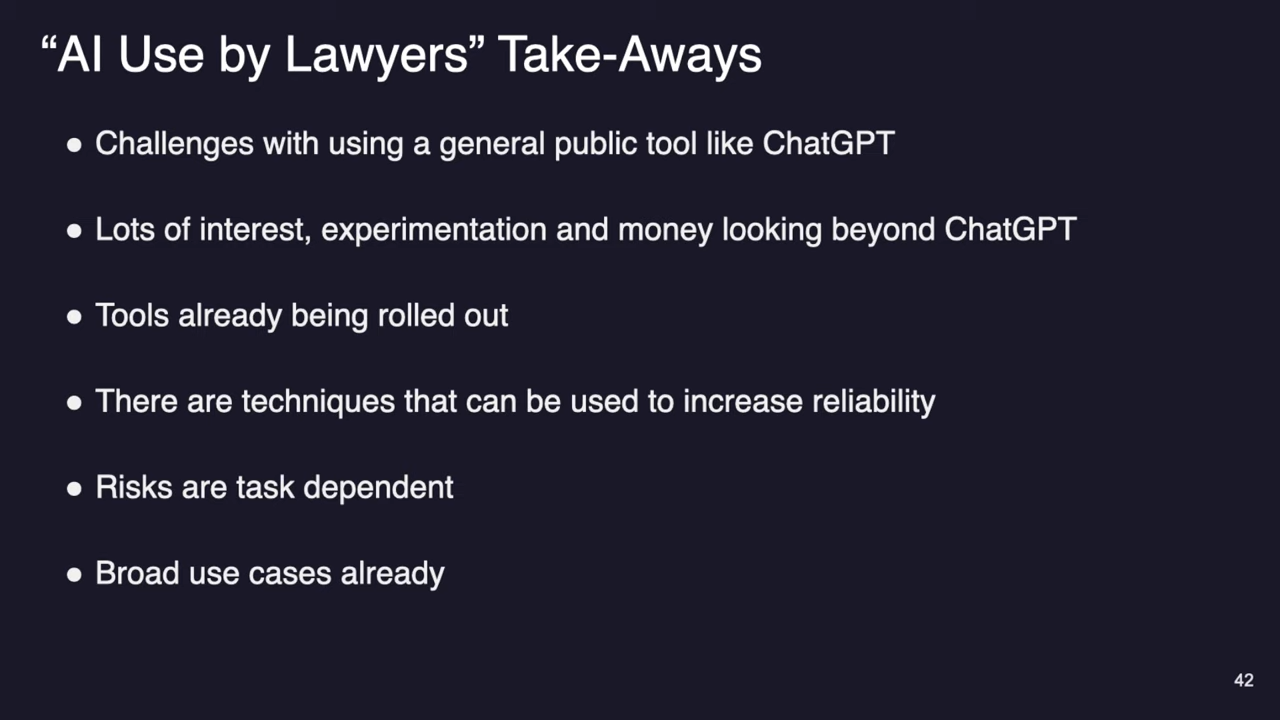 “AI Use by Lawyers” Take-Aways
● Challenges with using a general public tool like ChatGPT
● Lots of interest, experimentation and money looking beyond ChatGPT
● Tools already being rolled out
● There are techniques that can be used to increase reliability
● Risks are task dependent
● Broad use cases already
42